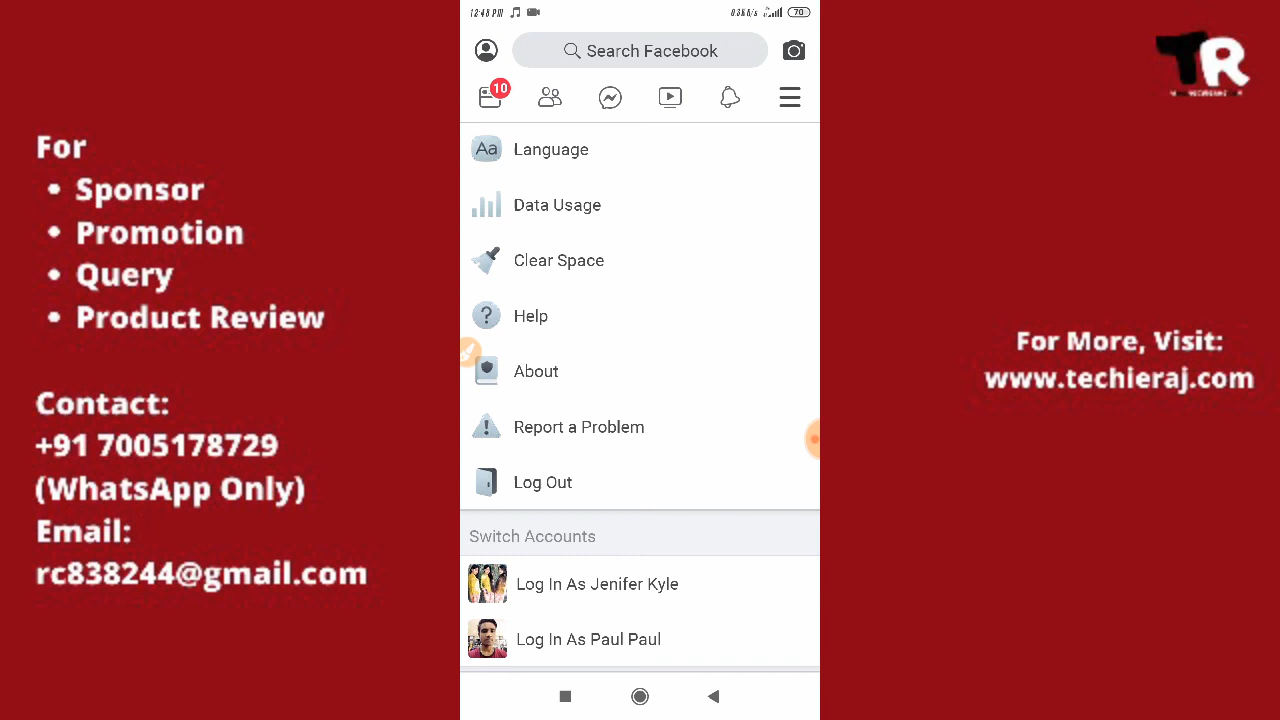 For
Sponsor
Promotion
Query
Product Review
Contact:
+91 7005178729
(WhatsApp Only)
Email:
rc838244@gmail.com
12:48 PM
70
Search Facebook
10
Aa Language
Data Usage
Clear Space
? Help
About
Report a Problem
Log Out
Switch Accounts
Log In As Jenifer Kyle
Log In As Paul Paul
TR
For More, Visit:
www.techieraj.com